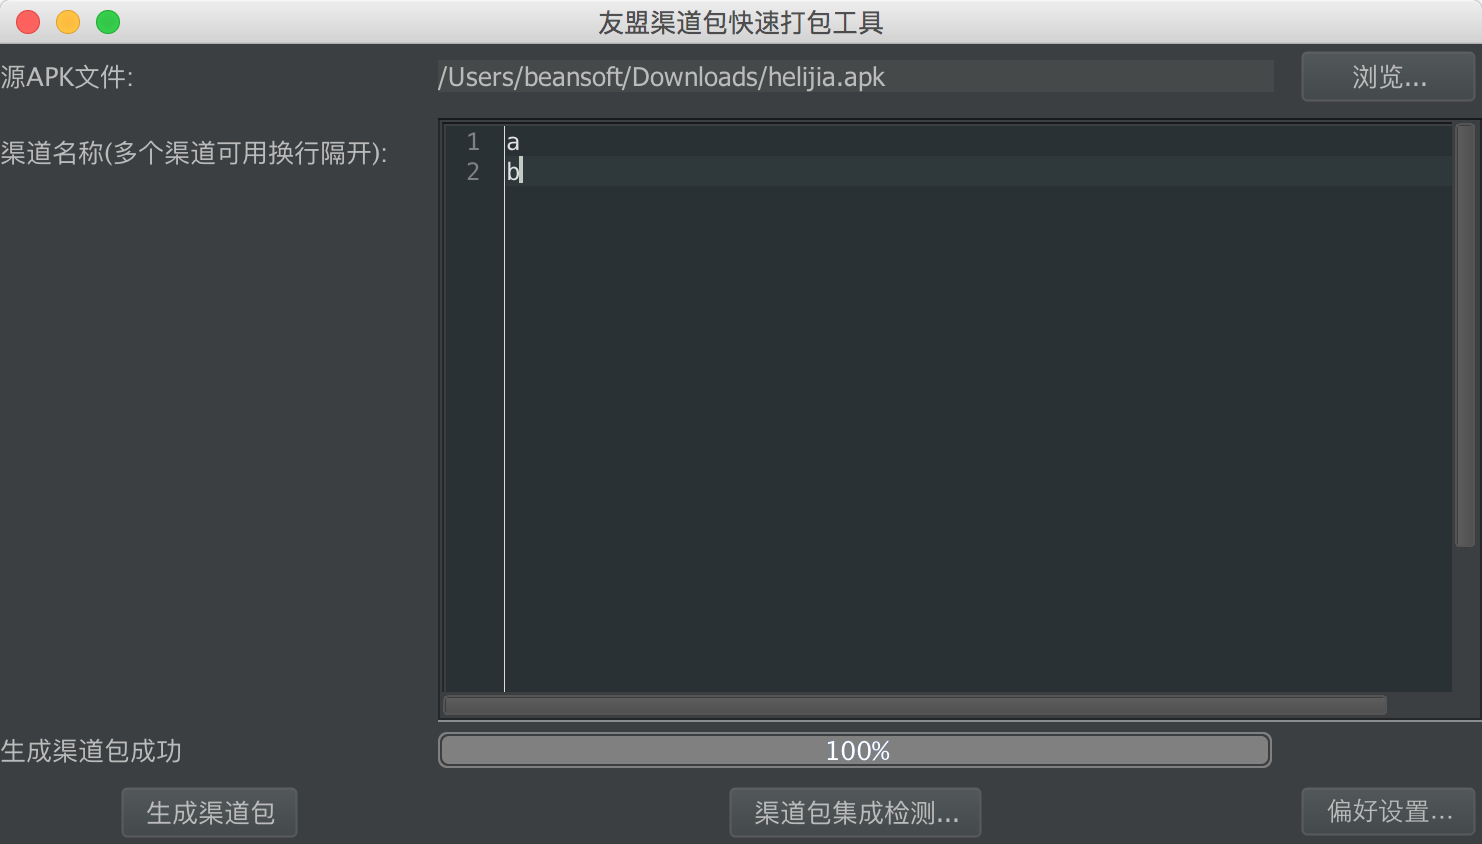 友盟渠道包快速打包工具
源APK文件: /Users/beansoft/Downloads/helijia.apk 浏览...
渠道名称(多个渠道可用换行隔开):
1 a
2 b
生成渠道包成功 100%
生成渠道包 渠道包集成检测... 偏好设置...